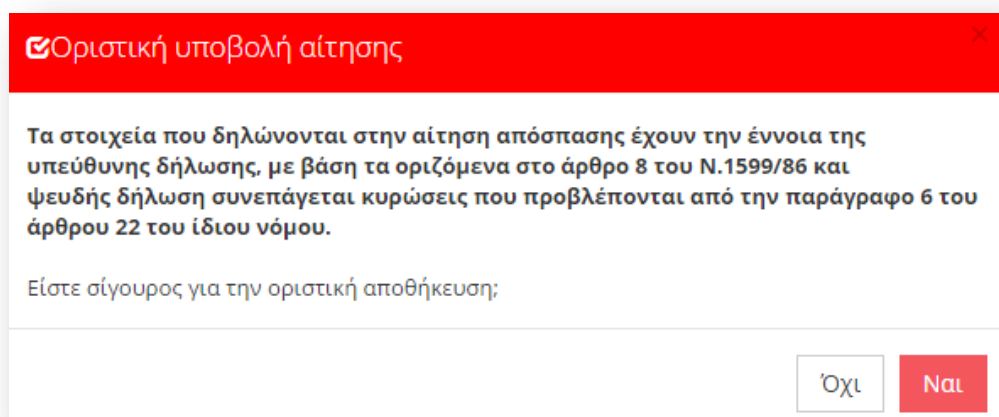 Οριστική υποβολή αίτησης
Τα στοιχεία που δηλώνονται στην αίτηση απόσπασης έχουν την έννοια της
υπεύθυνης δήλωσης, με βάση τα οριζόμενα στο άρθρο 8 του Ν.1599/86 και
ψευδής δήλωση συνεπάγεται κυρώσεις που προβλέπονται από την παράγραφο 6 του
άρθρου 22 του ίδιου νόμου.
Είστε σίγουρος για την οριστική αποθήκευση;
Όχι Ναι